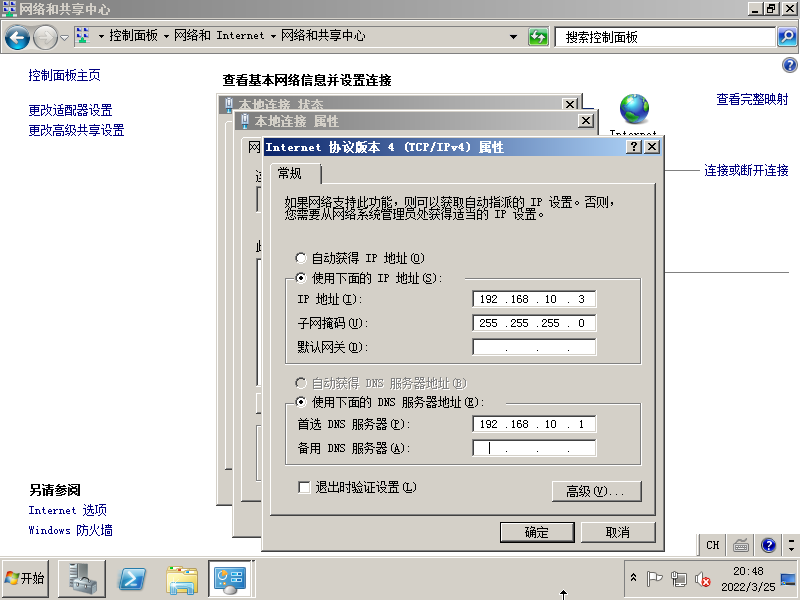 网络和共享中心
控制面板 网络和 Internet 网络和共享中心
搜索控制面板
控制面板主页
更改适配器设置
更改高级共享设置
查看基本网络信息并设置连接
查看完整映射
Internet
连接或断开连接
本地连接 状态
本地连接 属性
网
Internet 协议版本 4 (TCP/IPv4) 属性
常规
如果网络支持此功能，则可以获取自动指派的 IP 设置。否则，
您需要从网络系统管理员处获得适当的 IP 设置。
自动获得 IP 地址(O)
使用下面的 IP 地址(S):
IP 地址(I): 192 .168 . 10 . 3
子网掩码(U): 255 .255 .255 . 0
默认网关(D): . . .
自动获得 DNS 服务器地址(B)
使用下面的 DNS 服务器地址(E):
首选 DNS 服务器(P): 192 .168 . 10 . 1
备用 DNS 服务器(A): . . .
退出时验证设置(L)
高级(V)...
确定 取消
另请参阅
Internet 选项
Windows 防火墙
CH
开始
20:48
2022/3/25